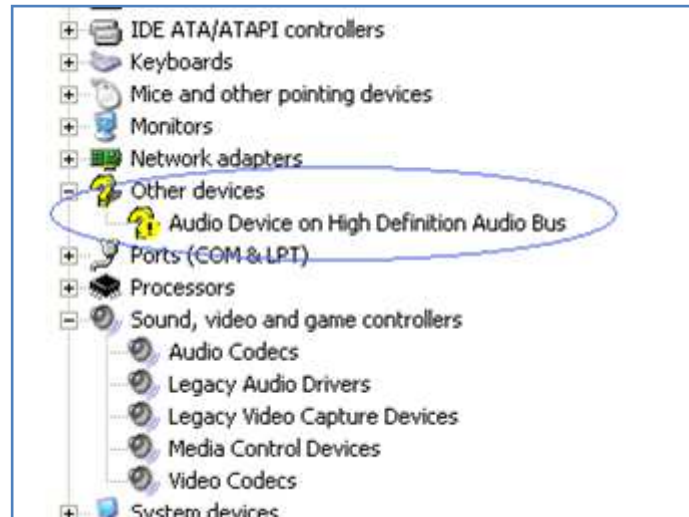 IDE ATA/ATAPI controllers
Keyboards
Mice and other pointing devices
Monitors
Network adapters
Other devices
Audio Device on High Definition Audio Bus
Ports (COM & LPT)
Processors
Sound, video and game controllers
Audio Codecs
Legacy Audio Drivers
Legacy Video Capture Devices
Media Control Devices
Video Codecs
System devices